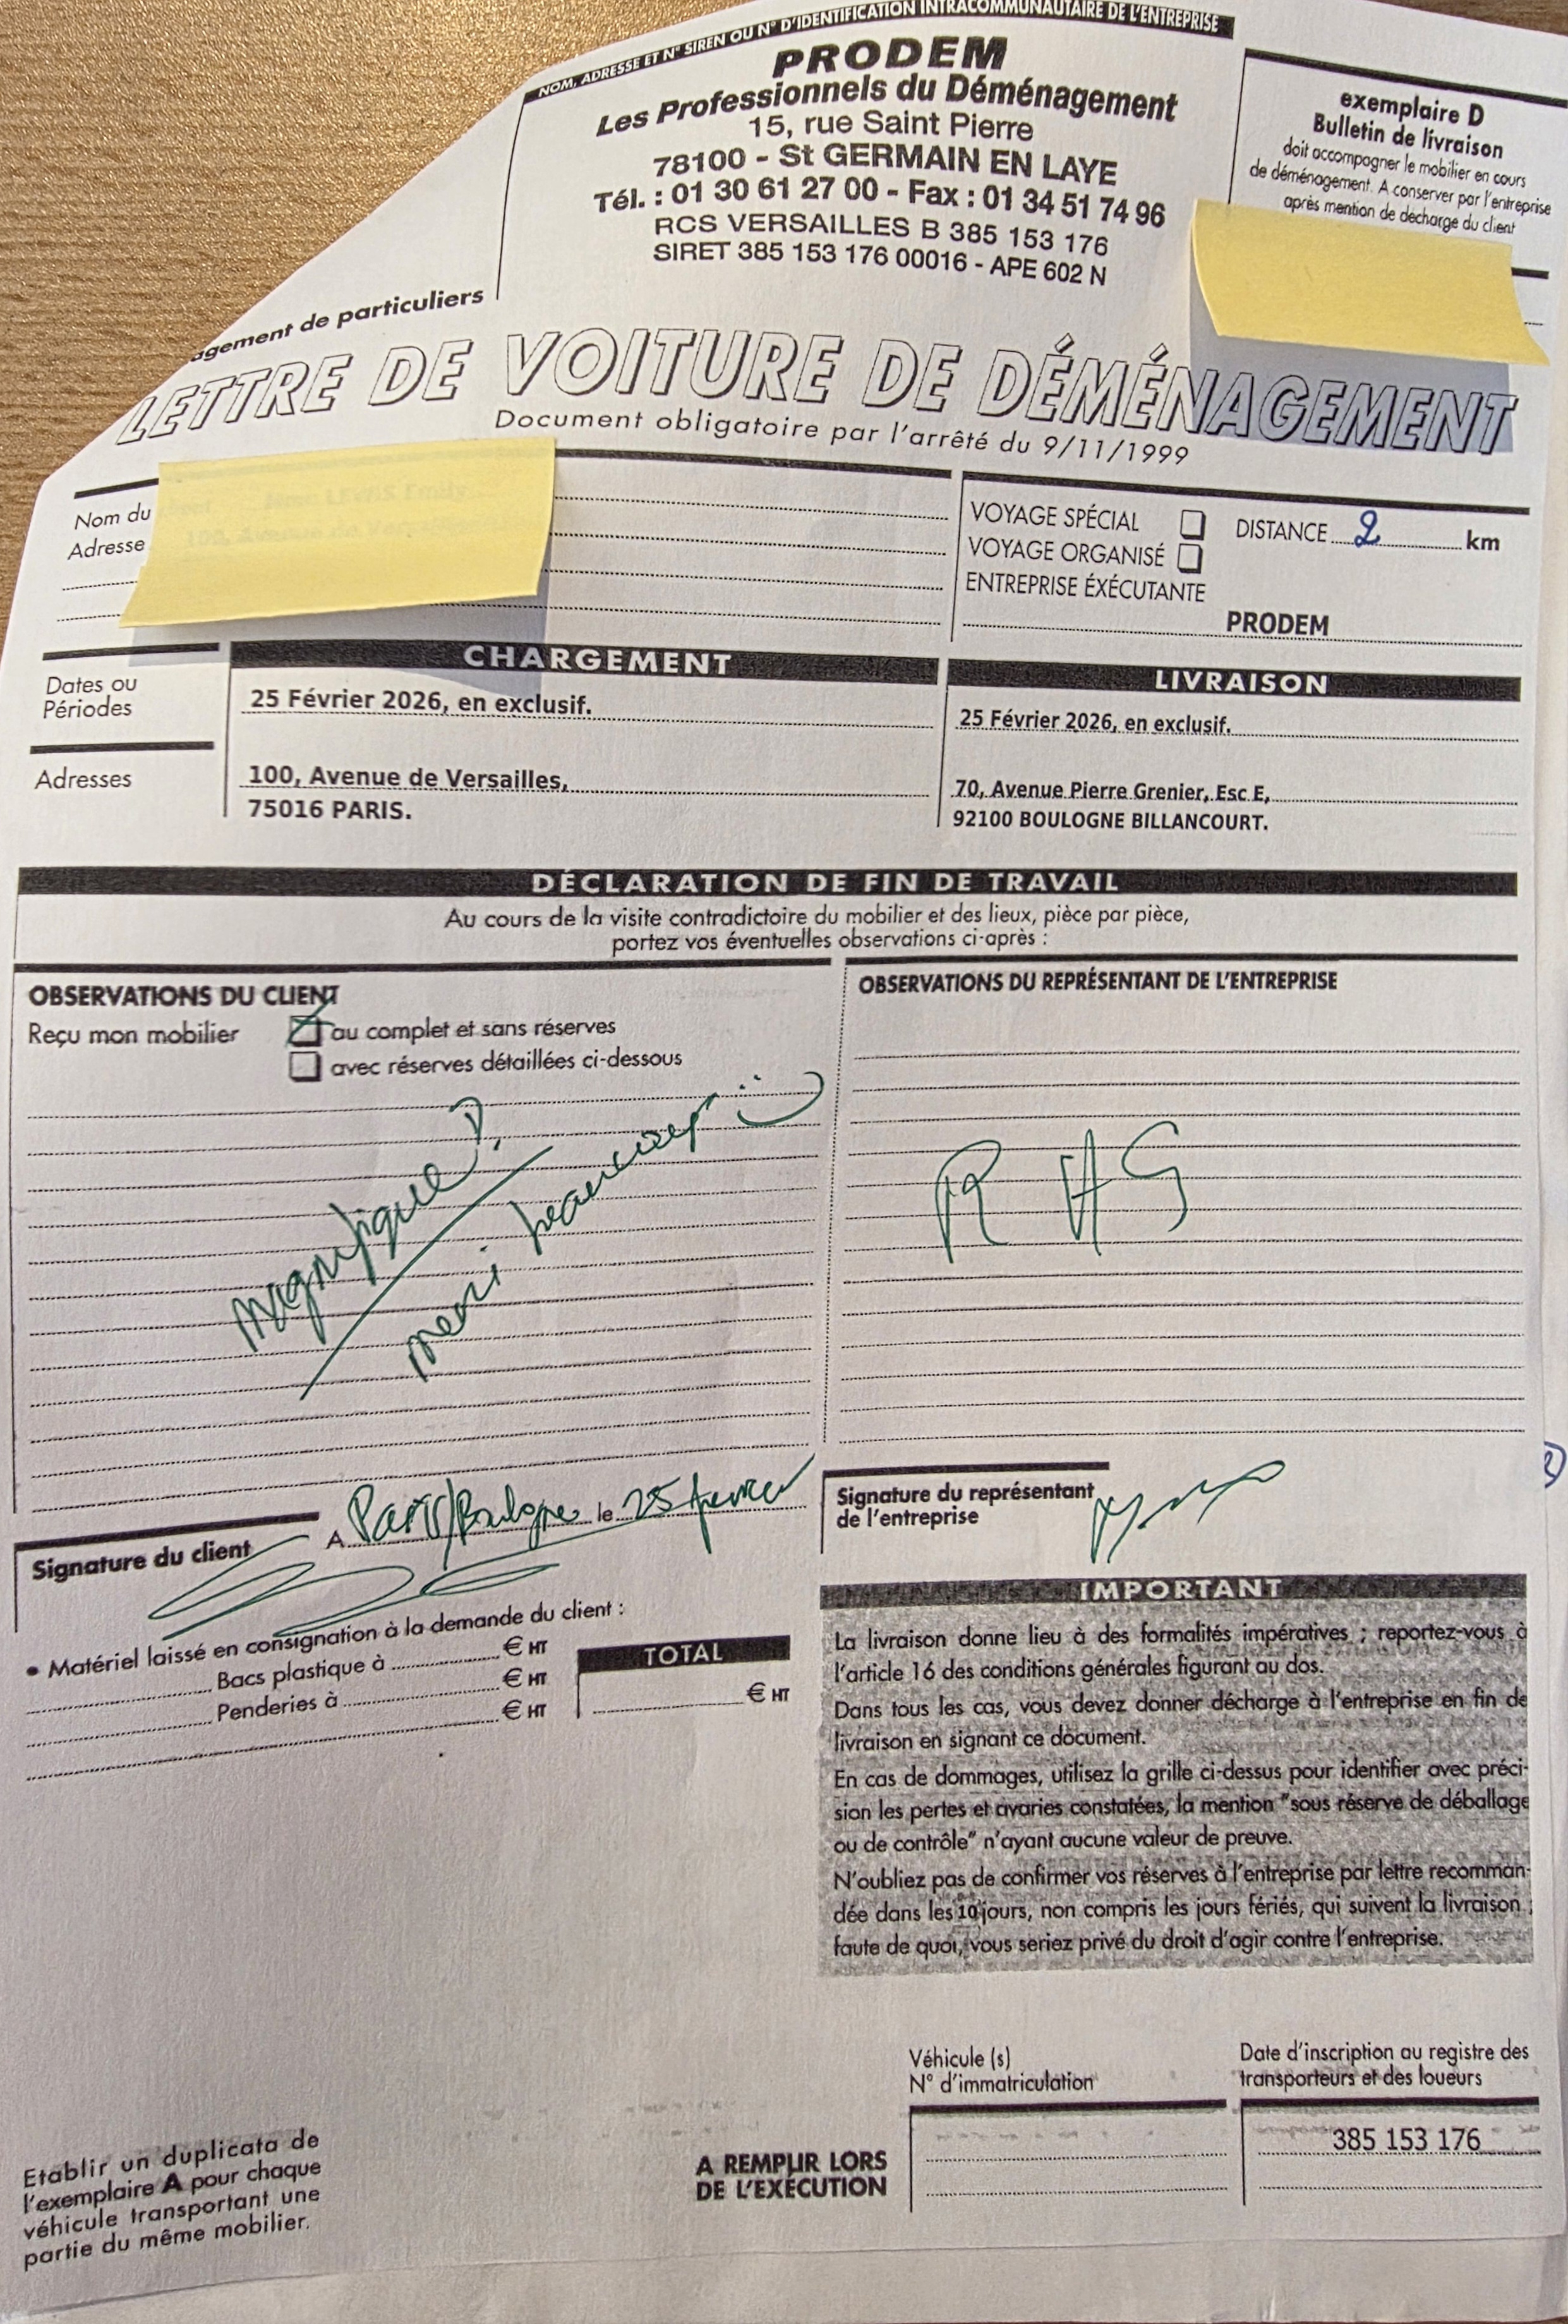 NOM, ADRESSE ET N° SIREN OU N° D'IDENTIFICATION INTRACOMMUNAUTAIRE DE L'ENTREPRISE
PRODEM
Les Professionnels du Déménagement
15, rue Saint Pierre
78100 - St GERMAIN EN LAYE
Tél. : 01 30 61 27 00 - Fax : 01 34 51 74 96
RCS VERSAILLES B 385 153 176
SIRET 385 153 176 00016 - APE 602 N
exemplaire D
Bulletin de livraison
doit accompagner le mobilier en cours
de déménagement. A conserver par l'entreprise
après mention de décharge du client
agement de particuliers
LETTRE DE VOITURE DE DÉMÉNAGEMENT
Document obligatoire par l'arrêté du 9/11/1999
Nom du
Adresse
VOYAGE SPÉCIAL DISTANCE 2 km
VOYAGE ORGANISÉ
ENTREPRISE ÉXÉCUTANTE
PRODEM
CHARGEMENT
LIVRAISON
Dates ou
Périodes
25 Février 2026, en exclusif.
25 Février 2026, en exclusif.
Adresses
100, Avenue de Versailles,
75016 PARIS.
70, Avenue Pierre Grenier, Esc E,
92100 BOULOGNE BILLANCOURT.
DÉCLARATION DE FIN DE TRAVAIL
Au cours de la visite contradictoire du mobilier et des lieux, pièce par pièce,
portez vos éventuelles observations ci-après :
OBSERVATIONS DU CLIENT
Reçu mon mobilier au complet et sans réserves
avec réserves détaillées ci-dessous
Magnifique !
merci beaucoup :)
OBSERVATIONS DU REPRÉSENTANT DE L'ENTREPRISE
R A S
Signature du client
A Paris/Boulogne le 25 février
Signature du représentant
de l'entreprise
• Matériel laissé en consignation à la demande du client :
Bacs plastique à € HT
Penderies à € HT
€ HT
TOTAL
€ HT
IMPORTANT
La livraison donne lieu à des formalités impératives ; reportez-vous à
l'article 16 des conditions générales figurant au dos.
Dans tous les cas, vous devez donner décharge à l'entreprise en fin de
livraison en signant ce document.
En cas de dommages, utilisez la grille ci-dessus pour identifier avec préci-
sion les pertes et avaries constatées, la mention "sous réserve de déballage
ou de contrôle" n'ayant aucune valeur de preuve.
N'oubliez pas de confirmer vos réserves à l'entreprise par lettre recomman-
dée dans les 10 jours, non compris les jours fériés, qui suivent la livraison ;
faute de quoi, vous seriez privé du droit d'agir contre l'entreprise.
Véhicule (s)
N° d'immatriculation
Date d'inscription au registre des
transporteurs et des loueurs
385 153 176
A REMPLIR LORS
DE L'EXÉCUTION
Etablir un duplicata de
l'exemplaire A pour chaque
véhicule transportant une
partie du même mobilier.